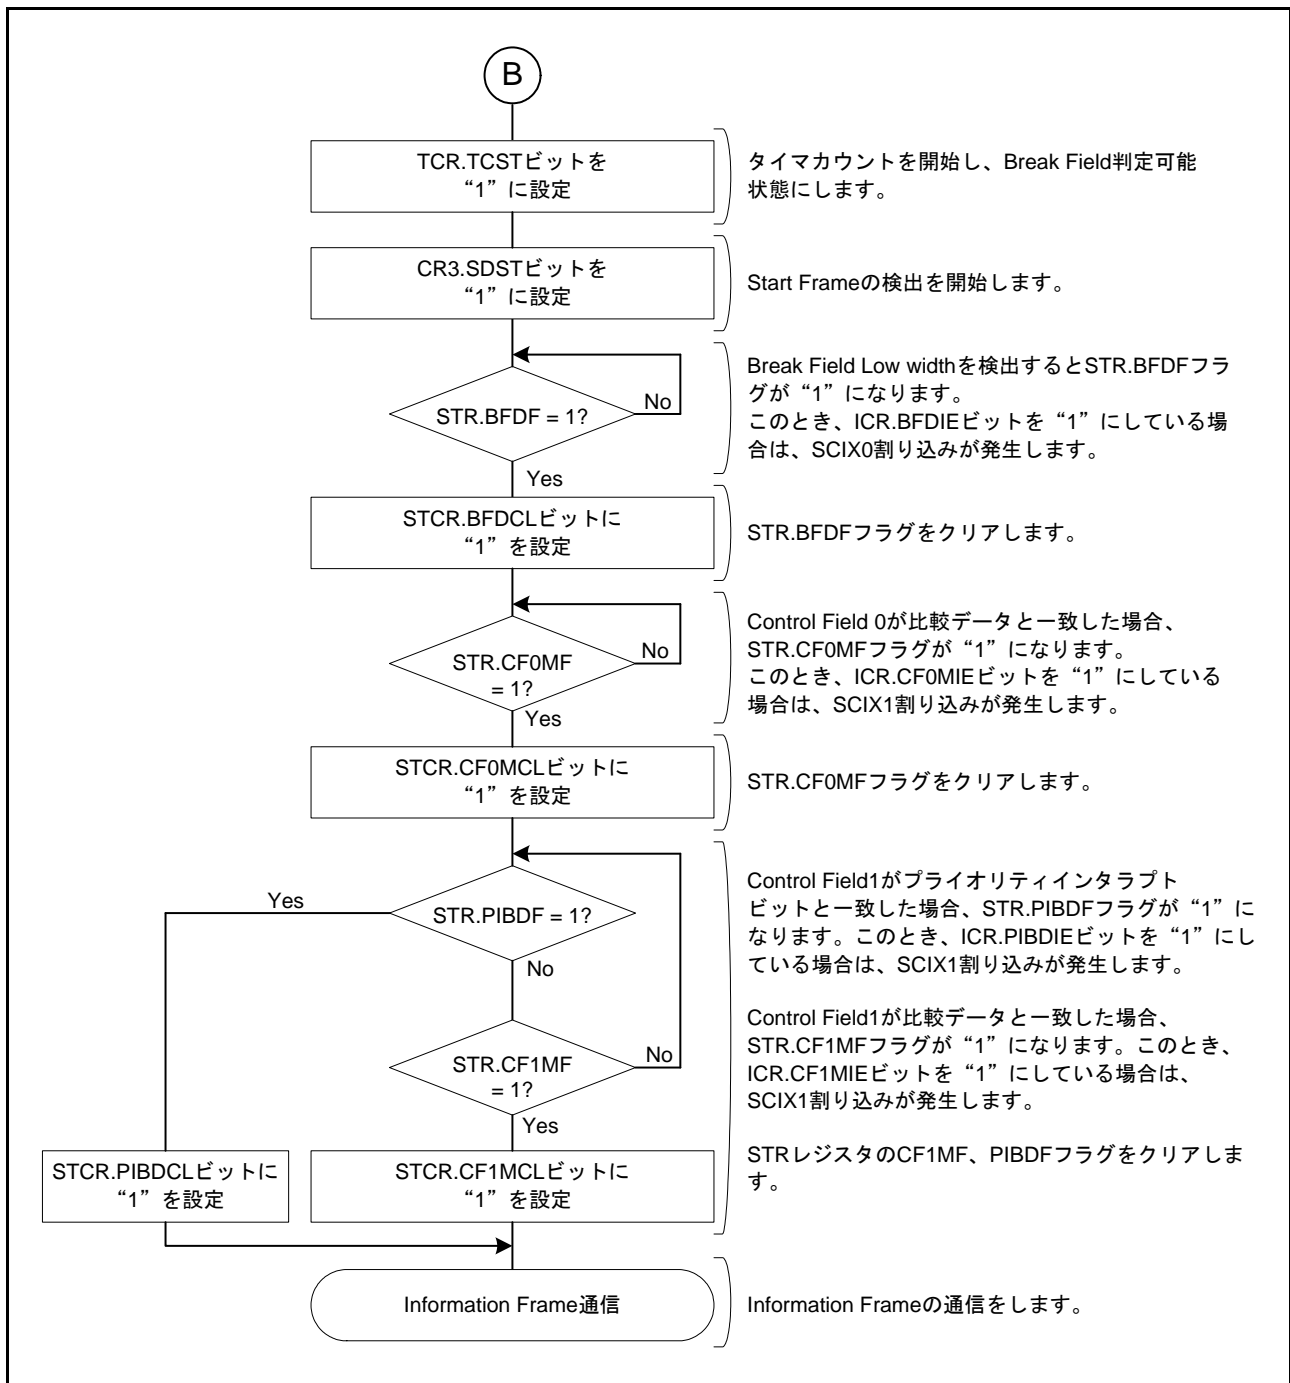 B
TCR.TCSTビットを
“1”に設定
タイマカウントを開始し、Break Field判定可能
状態にします。
CR3.SDSTビットを
“1”に設定
Start Frameの検出を開始します。
STR.BFDF = 1?
No
Yes
Break Field Low widthを検出するとSTR.BFDFフラ
グが“1”になります。
このとき、ICR.BFDIEビットを“1”にしている場
合は、SCIX0割り込みが発生します。
STCR.BFDCLビットに
“1”を設定
STR.BFDFフラグをクリアします。
STR.CF0MF
= 1?
No
Yes
Control Field 0が比較データと一致した場合、
STR.CF0MFフラグが“1”になります。
このとき、ICR.CF0MIEビットを“1”にしている
場合は、SCIX1割り込みが発生します。
STCR.CF0MCLビットに
“1”を設定
STR.CF0MFフラグをクリアします。
Yes
STR.PIBDF = 1?
No
Control Field1がプライオリティインタラプト
ビットと一致した場合、STR.PIBDFフラグが“1”に
なります。このとき、ICR.PIBDIEビットを“1”にし
ている場合は、SCIX1割り込みが発生します。
STR.CF1MF
= 1?
No
Yes
Control Field1が比較データと一致した場合、
STR.CF1MFフラグが“1”になります。このとき、
ICR.CF1MIEビットを“1”にしている場合は、
SCIX1割り込みが発生します。
STCR.PIBDCLビットに
“1”を設定
STCR.CF1MCLビットに
“1”を設定
STRレジスタのCF1MF、PIBDFフラグをクリアしま
す。
Information Frame通信
Information Frameの通信をします。